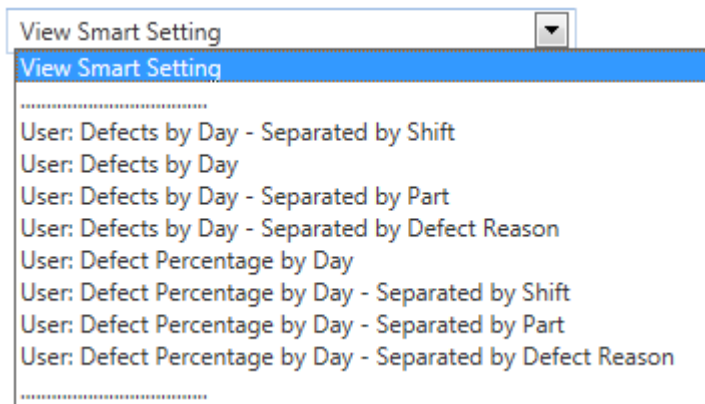 View Smart Setting
View Smart Setting
....................................
User: Defects by Day - Separated by Shift
User: Defects by Day
User: Defects by Day - Separated by Part
User: Defects by Day - Separated by Defect Reason
User: Defect Percentage by Day
User: Defect Percentage by Day - Separated by Shift
User: Defect Percentage by Day - Separated by Part
User: Defect Percentage by Day - Separated by Defect Reason
....................................